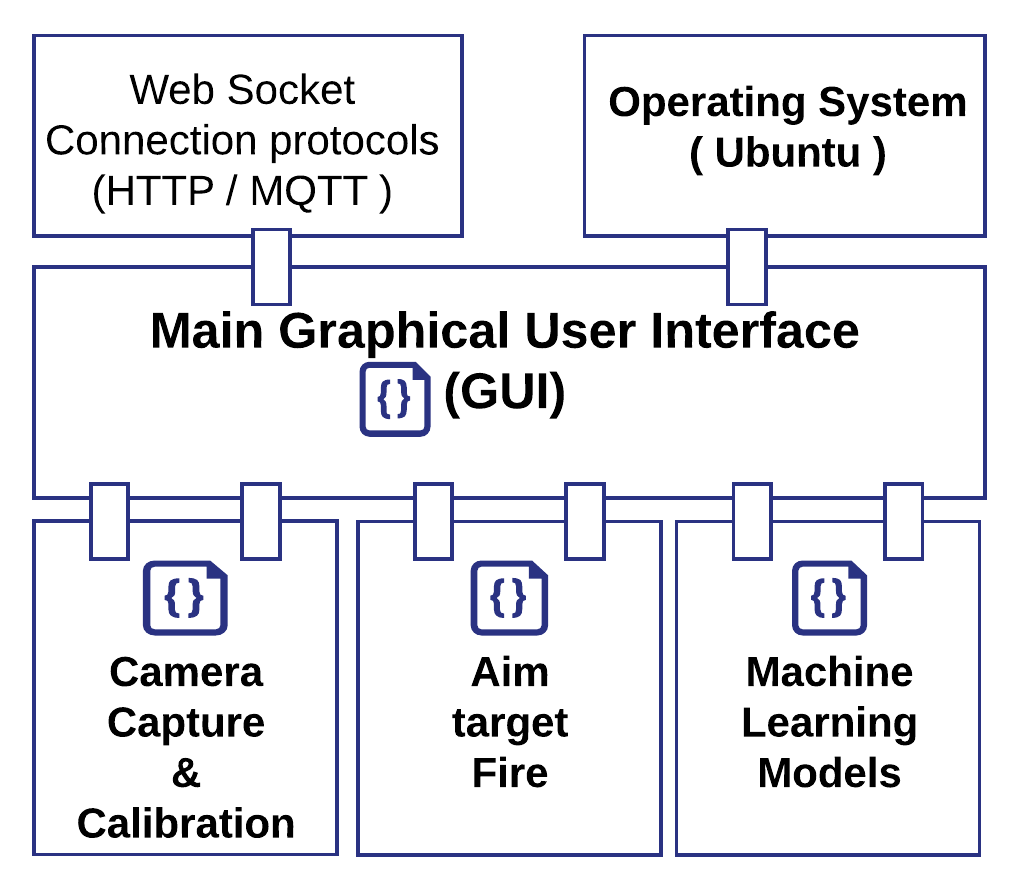 Web Socket
Connection protocols
(HTTP / MQTT )
Operating System
( Ubuntu )
Main Graphical User Interface
{} (GUI)
{}
Camera
Capture
&
Calibration
{}
Aim
target
Fire
{}
Machine
Learning
Models